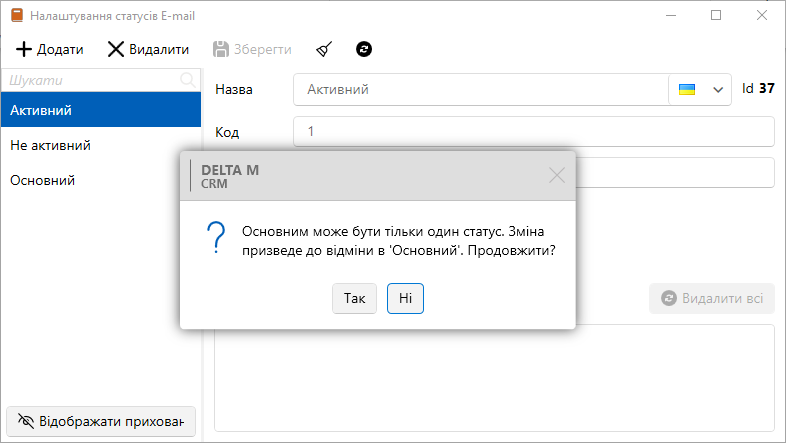 Налаштування статусів E-mail
Додати Видалити Зберегти
Шукати
Активний
Не активний
Основний
Відображати прихован
Назва Активний Id 37
Код 1
DELTA M
CRM
Основним може бути тільки один статус. Зміна
призведе до відміни в 'Основний'. Продовжити?
Так Ні
Видалити всі